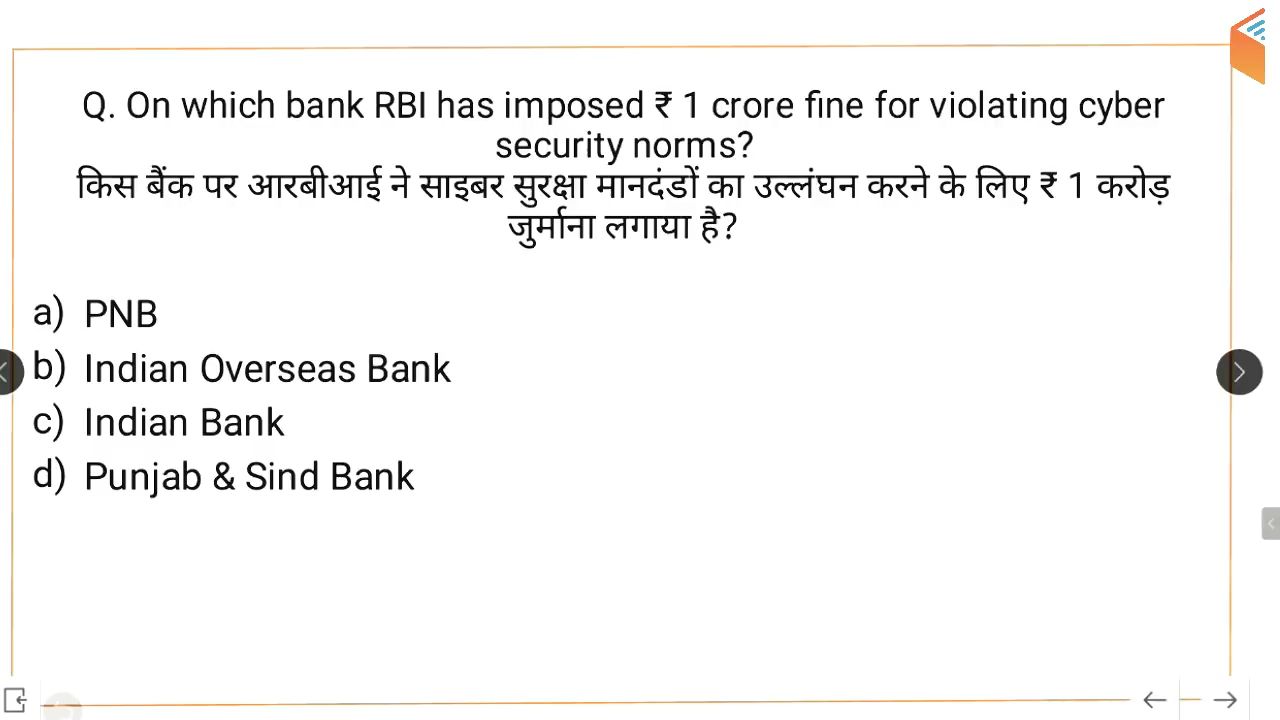 Q. On which bank RBI has imposed ₹ 1 crore fine for violating cyber
security norms?
किस बैंक पर आरबीआई ने साइबर सुरक्षा मानदंडों का उल्लंघन करने के लिए ₹ 1 करोड़
जुर्माना लगाया है?
a) PNB
b) Indian Overseas Bank
c) Indian Bank
d) Punjab & Sind Bank